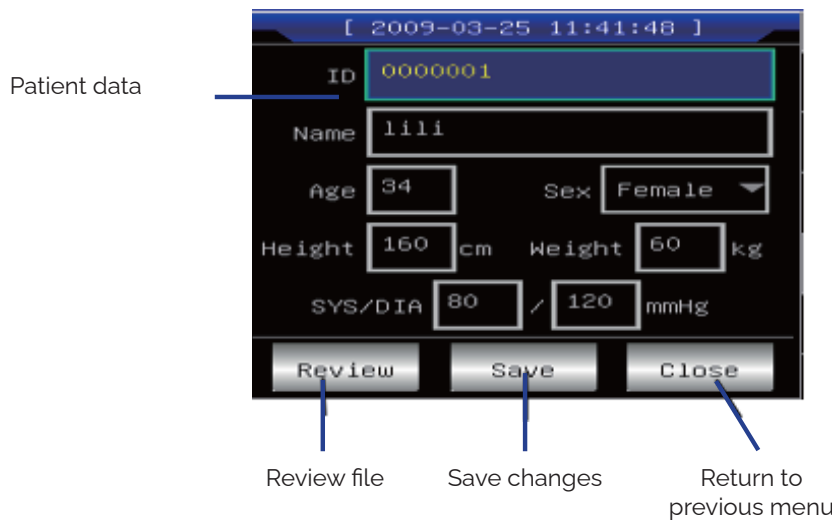 [ 2009-03-25 11:41:48 ]
Patient data
ID 0000001
Name lili
Age 34 Sex Female
Height 160 cm Weight 60 kg
SYS/DIA 80 / 120 mmHg
Review Save Close
Review file Save changes Return to
previous menu